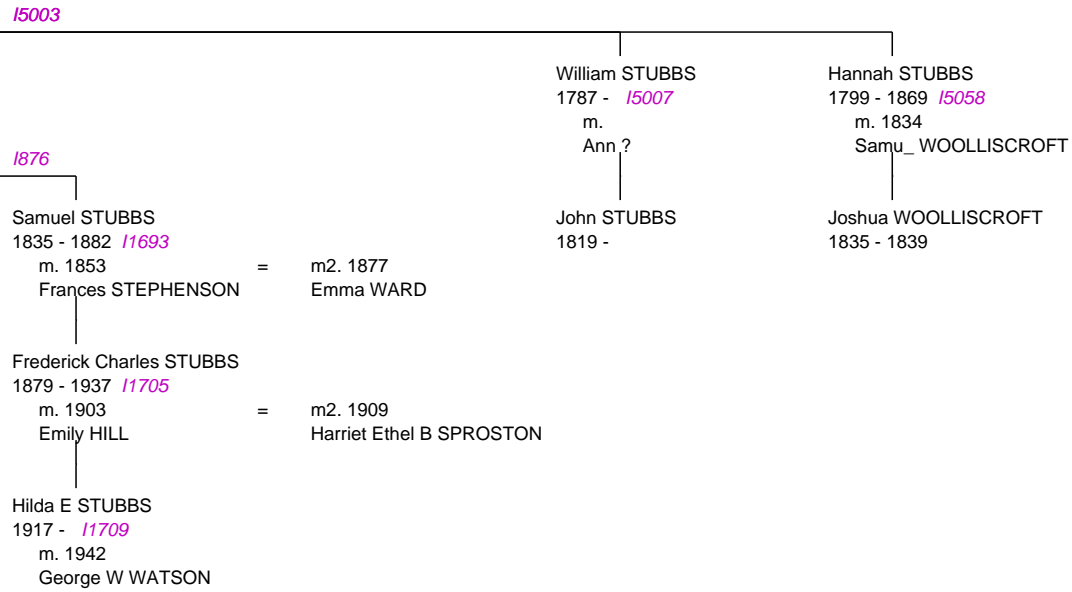 I5003
William STUBBS
1787 - I5007
m.
Ann ?
Hannah STUBBS
1799 - 1869 I5058
m. 1834
Samu_ WOOLLISCROFT
I876
Samuel STUBBS
1835 - 1882 I1693
m. 1853 = m2. 1877
Frances STEPHENSON Emma WARD
John STUBBS
1819 -
Joshua WOOLLISCROFT
1835 - 1839
Frederick Charles STUBBS
1879 - 1937 I1705
m. 1903 = m2. 1909
Emily HILL Harriet Ethel B SPROSTON
Hilda E STUBBS
1917 - I1709
m. 1942
George W WATSON